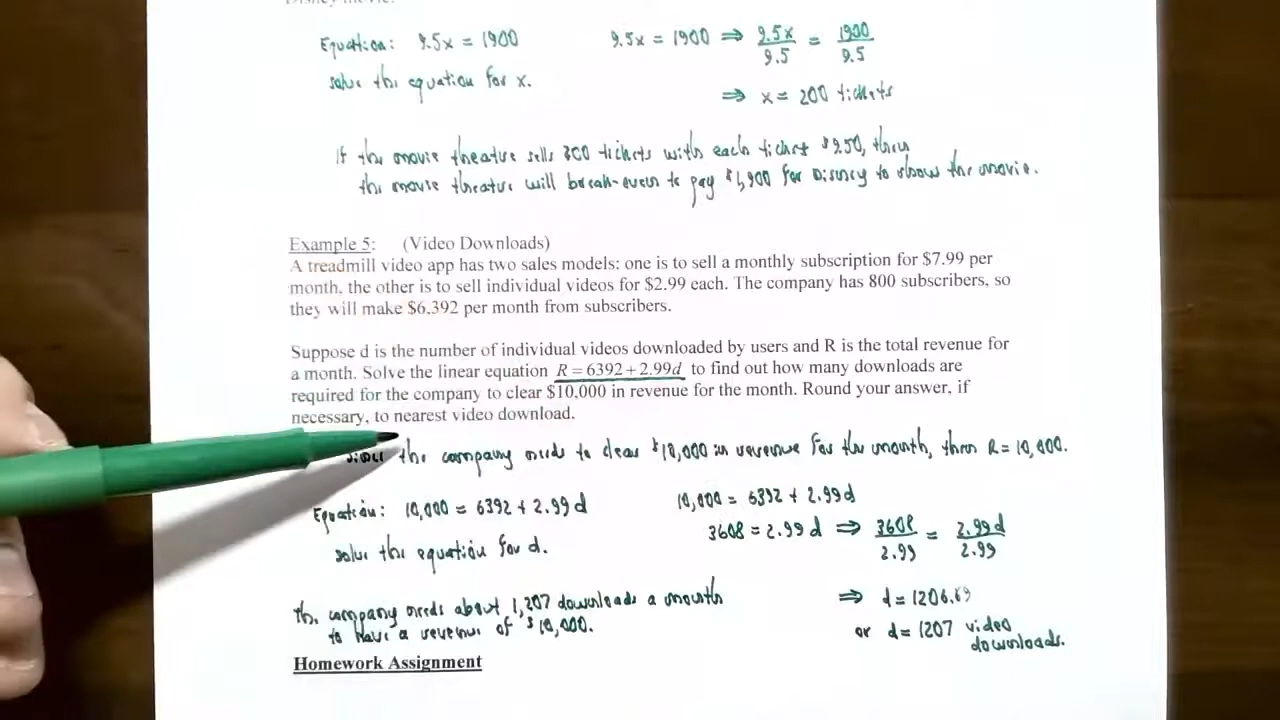 Disney movie.
Equation: 9.5x = 1900
9.5x = 1900 ⇒ 9.5x/9.5 = 1900/9.5
solve the equation for x.
⇒ x = 200 tickets
If the movie theatre sells 200 tickets with each ticket $9.50, then
the movie theatre will break-even to pay $1,900 for Disney to show the movie.
Example 5: (Video Downloads)
A treadmill video app has two sales models: one is to sell a monthly subscription for $7.99 per
month, the other is to sell individual videos for $2.99 each. The company has 800 subscribers, so
they will make $6,392 per month from subscribers.
Suppose d is the number of individual videos downloaded by users and R is the total revenue for
a month. Solve the linear equation R = 6392 + 2.99d to find out how many downloads are
required for the company to clear $10,000 in revenue for the month. Round your answer, if
necessary, to nearest video download.
Since the company needs to clear $10,000 in revenue for the month, then R = 10,000.
Equation: 10,000 = 6392 + 2.99d
solve the equation for d.
10,000 = 6392 + 2.99d
3608 = 2.99d ⇒ 3608/2.99 = 2.99d/2.99
⇒ d = 1206.69
or d = 1207 video
downloads.
The company needs about 1,207 downloads a month
to have a revenue of $10,000.
Homework Assignment